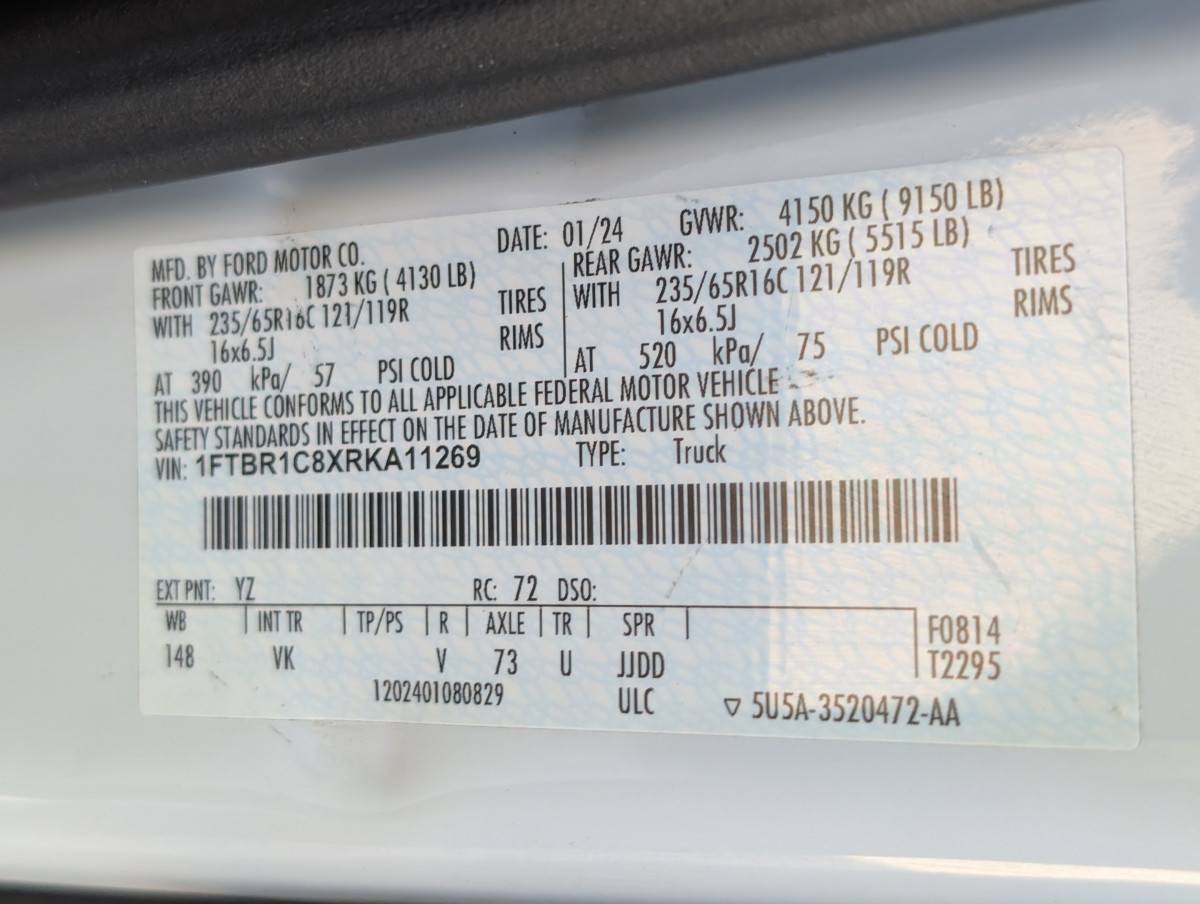 MFD. BY FORD MOTOR CO. DATE: 01/24 GVWR: 4150 KG ( 9150 LB)
FRONT GAWR: 1873 KG ( 4130 LB)
WITH 235/65R16C 121/119R TIRES
16x6.5J RIMS
AT 390 kPa/ 57 PSI COLD
REAR GAWR: 2502 KG ( 5515 LB)
WITH 235/65R16C 121/119R TIRES
16x6.5J RIMS
AT 520 kPa/ 75 PSI COLD
THIS VEHICLE CONFORMS TO ALL APPLICABLE FEDERAL MOTOR VEHICLE
SAFETY STANDARDS IN EFFECT ON THE DATE OF MANUFACTURE SHOWN ABOVE.
VIN: 1FTBR1C8XRKA11269 TYPE: Truck
EXT PNT: YZ RC: 72 DSO:
WB INT TR TP/PS R AXLE TR SPR F0814
148 VK V 73 U JJDD T2295
1202401080829 ULC ▽ 5U5A-3520472-AA